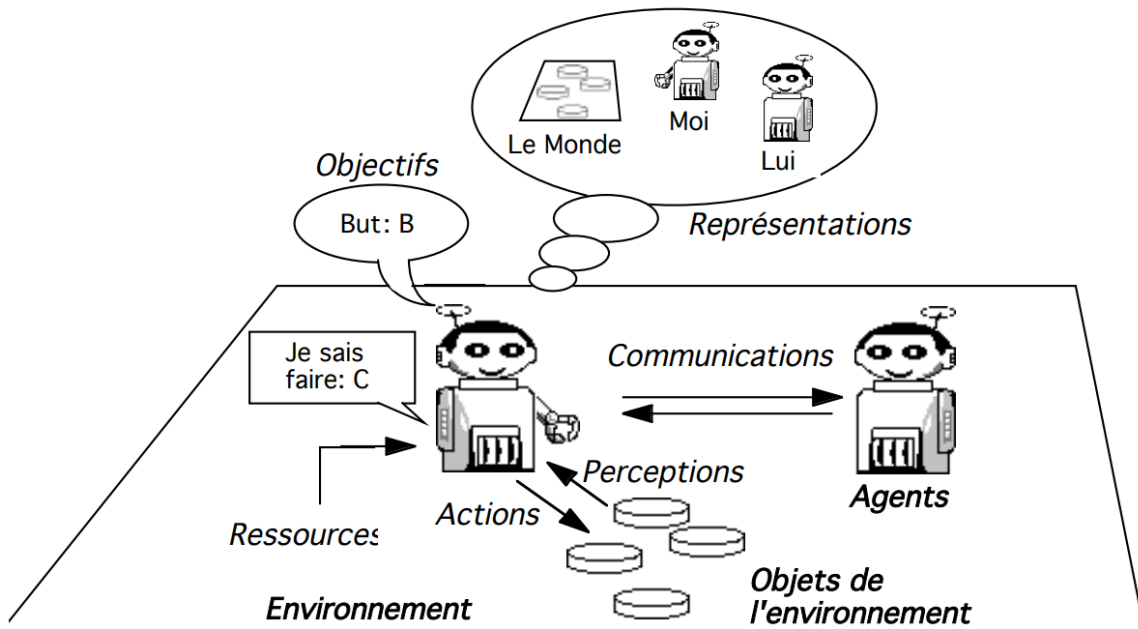 Le Monde
Moi
Lui
Objectifs
But: B
Représentations
Je sais
faire: C
Communications
Perceptions
Actions
Agents
Ressources
Environnement
Objets de
l'environnement